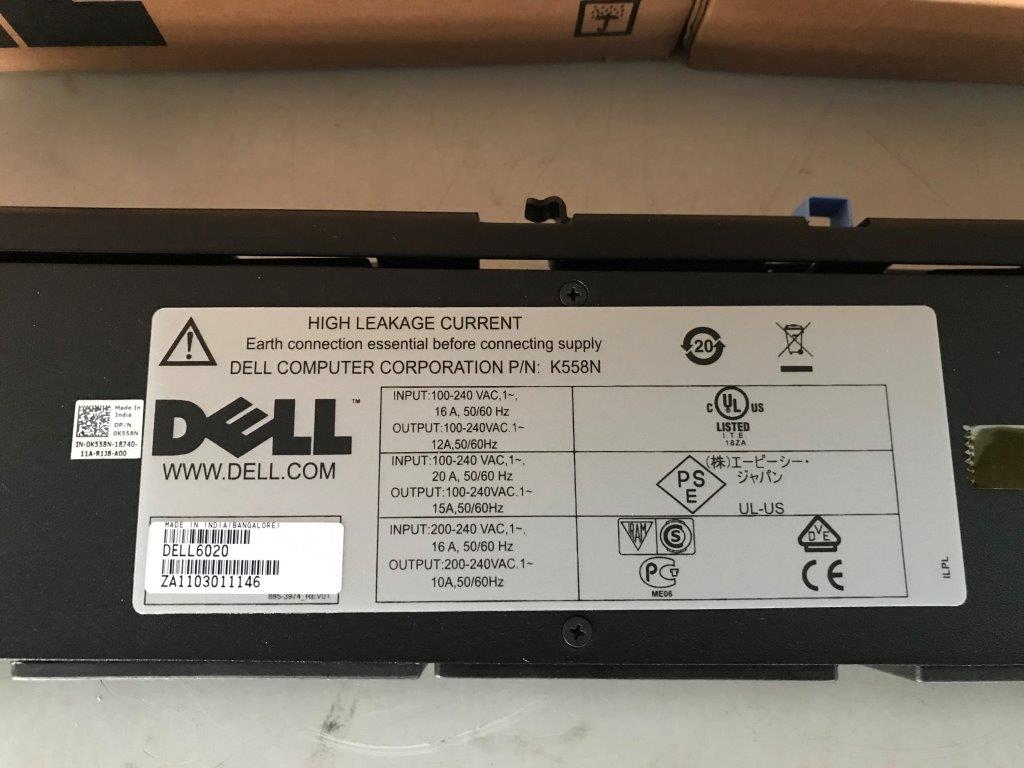 HIGH LEAKAGE CURRENT
Earth connection essential before connecting supply
DELL COMPUTER CORPORATION P/N: K558N
20
Made In
India
DP/N
0K558N
IN-0K558N-18740-
11A-R1JB-A00
DELL™
WWW.DELL.COM
MADE IN INDIA(BANGALORE)
DELL6020
ZA1103011146
885-3974_REV01
INPUT:100-240 VAC,1~,
16 A, 50/60 Hz
OUTPUT:100-240VAC.1~
12A,50/60Hz
C UL US
LISTED
I T E
18ZA
INPUT:100-240 VAC,1~,
20 A, 50/60 Hz
OUTPUT:100-240VAC.1~
15A,50/60Hz
PS
E
(株)エーピーシー・
ジャパン
UL-US
INPUT:200-240 VAC,1~,
16 A, 50/60 Hz
OUTPUT:200-240VAC.1~
10A,50/60Hz
S
ME06
DVE
CE
ILPL